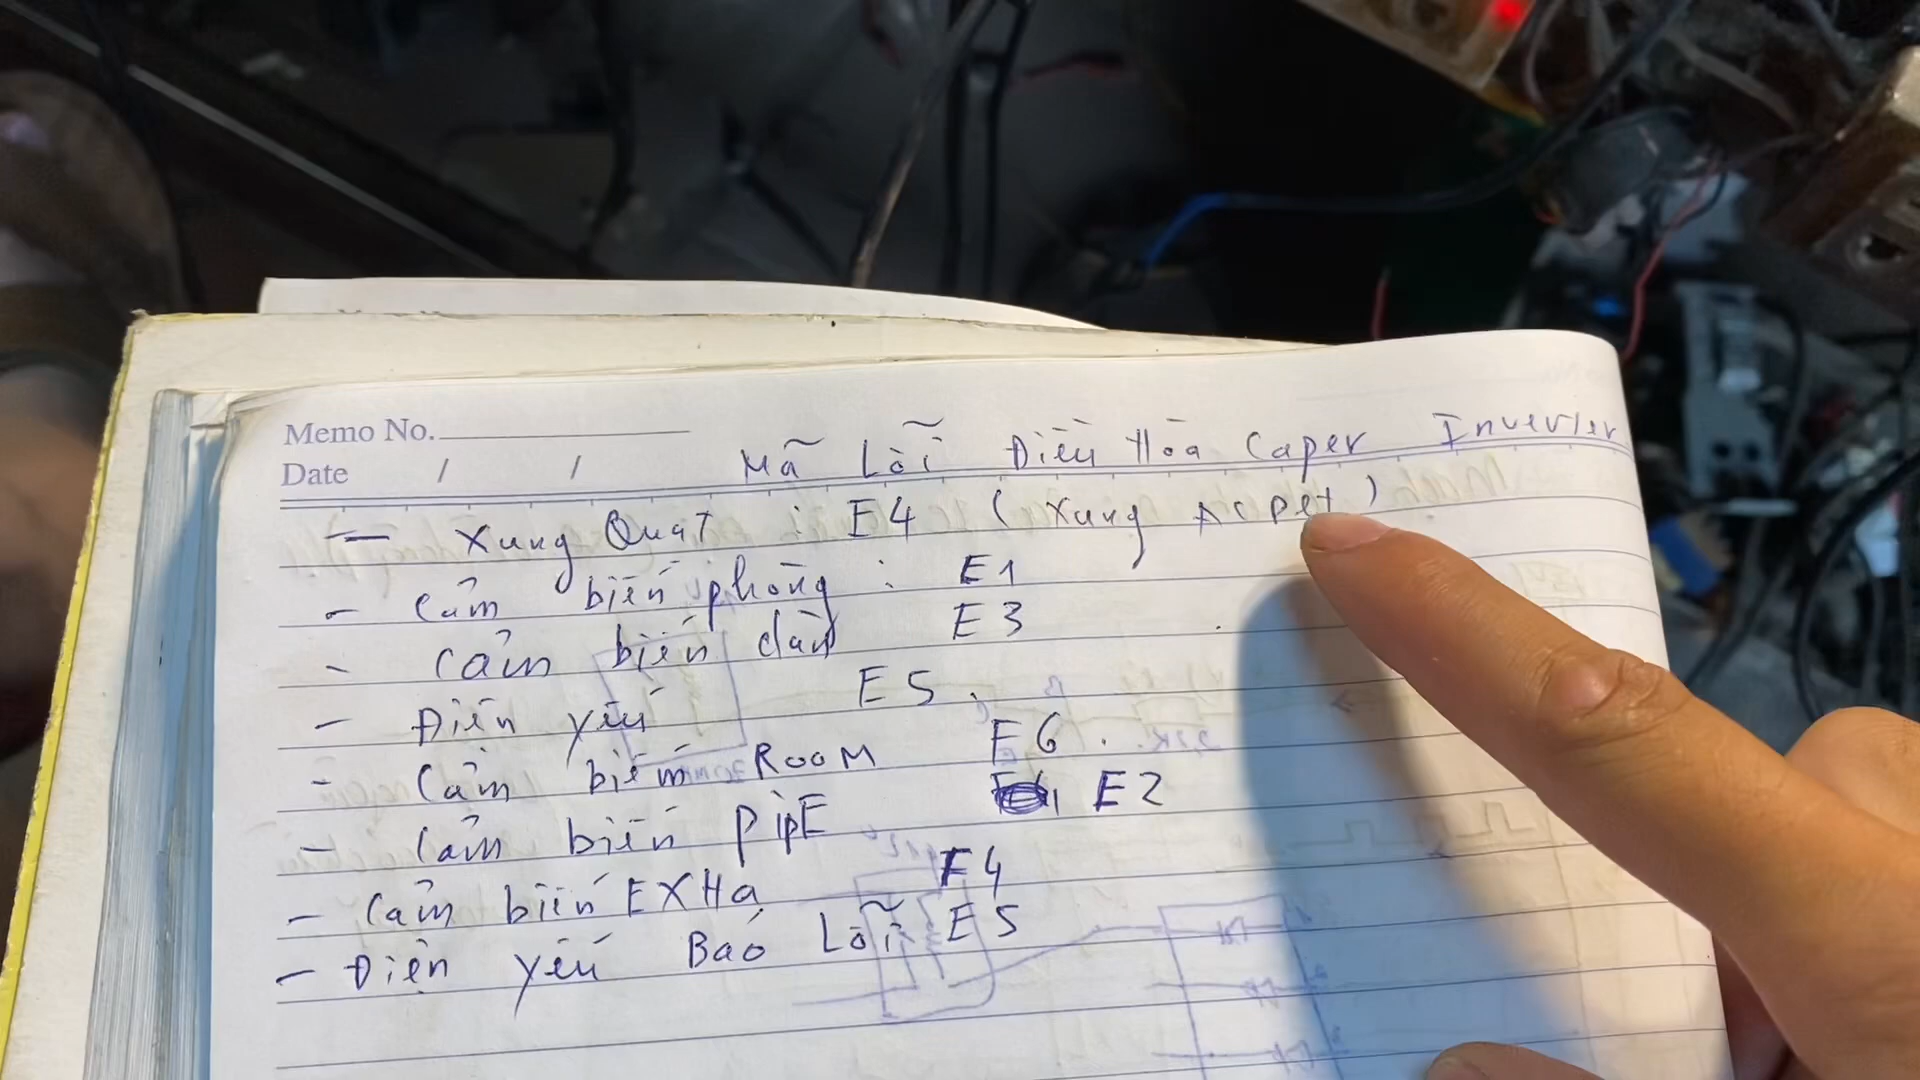 Memo No.
Date / /
Mã Lỗi Điều Hòa Caper Inverter
- Xung Quạt : E4 ( Xung AcpEt )
- Cảm biến phòng : E1
- Cảm biến dàn E3
- Điện yếu E5.
- Cảm biến ROOM E6.
- Cảm biến pipE E2
- Cảm biến EXHa F4
- Điện yếu Báo Lỗi E5